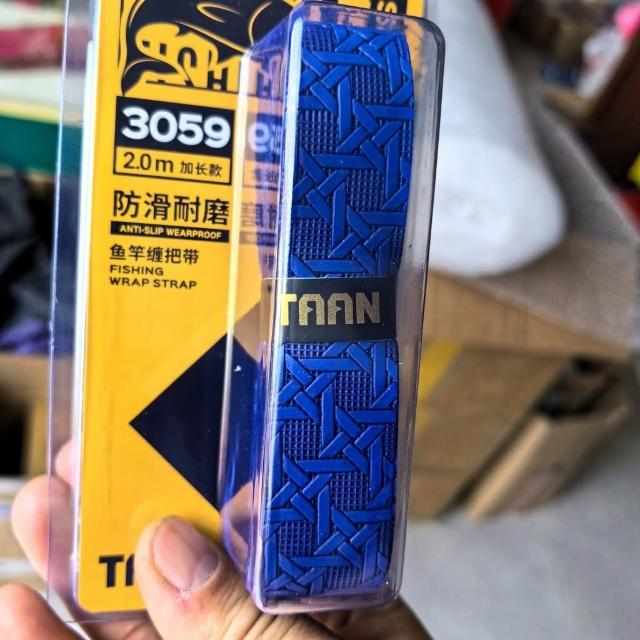 3059
2.0m 加长款
防滑耐磨
ANTI-SLIP WEARPROOF
鱼竿缠把带
FISHING
WRAP STRAP
TAAN